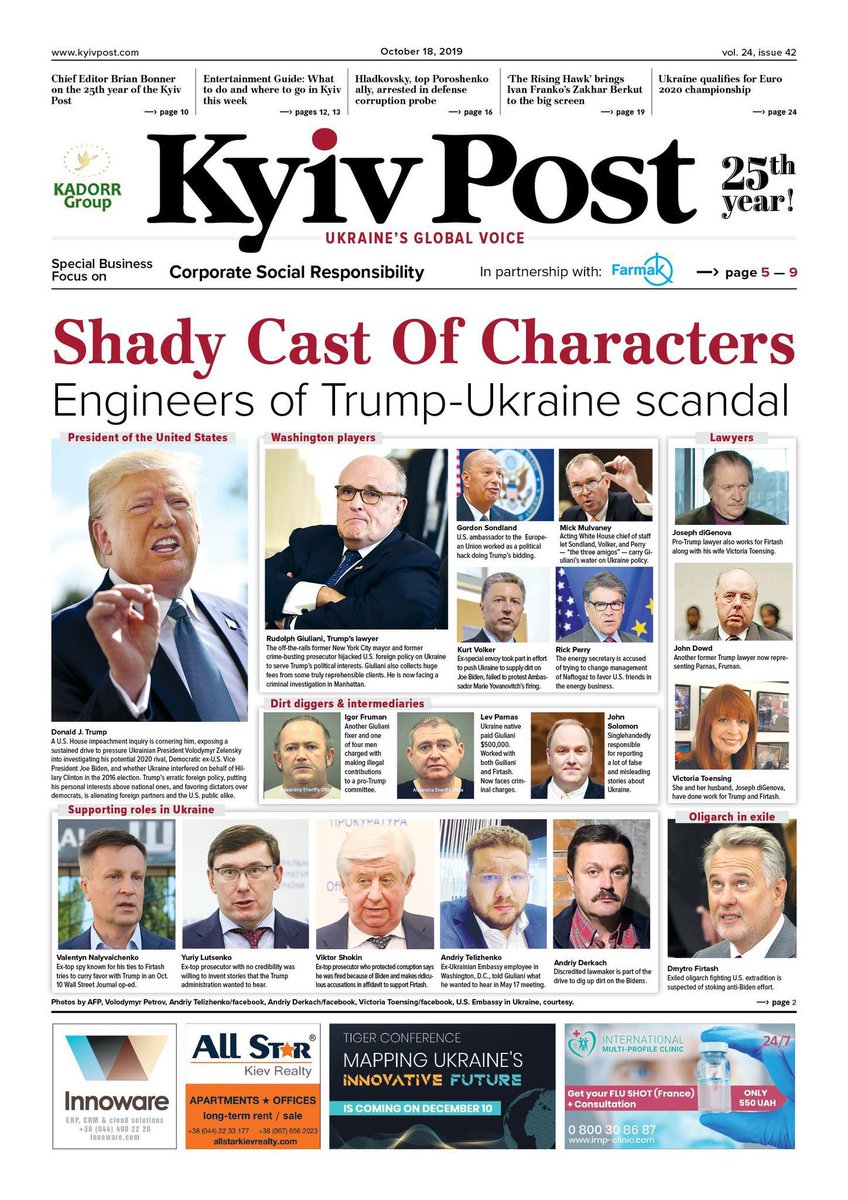 www.kyivpost.com
October 18, 2019
vol. 24, issue 42
Chief Editor Brian Bonner
on the 25th year of the Kyiv
Post
—> page 10
Entertainment Guide: What
to do and where to go in Kyiv
this week
—> pages 12, 13
Hladkovsky, top Poroshenko
ally, arrested in defense
corruption probe
—> page 16
‘The Rising Hawk’ brings
Ivan Franko’s Zakhar Berkut
to the big screen
—> page 19
Ukraine qualifies for Euro
2020 championship
—> page 24
KADORR
Group
Kyiv Post
25th
year!
UKRAINE’S GLOBAL VOICE
Special Business
Focus on
Corporate Social Responsibility
In partnership with:
Farmak
—> page 5 — 9
Shady Cast Of Characters
Engineers of Trump-Ukraine scandal
President of the United States
Donald J. Trump
A U.S. House impeachment inquiry is cornering him, exposing a
sustained drive to pressure Ukrainian President Volodymyr Zelensky
into investigating his potential 2020 rival, Democratic ex-U.S. Vice
President Joe Biden, and whether Ukraine interfered on behalf of Hil-
lary Clinton in the 2016 election. Trump’s erratic foreign policy, putting
his personal interests above national ones, and favoring dictators over
democrats, is alienating foreign partners and the U.S. public alike.
Washington players
Rudolph Giuliani, Trump’s lawyer
The off-the-rails former New York City mayor and former
crime-busting prosecutor hijacked U.S. foreign policy on Ukraine
to serve Trump’s political interests. Giuliani also collects huge
fees from some truly reprehensible clients. He is now facing a
criminal investigation in Manhattan.
Gordon Sondland
U.S. ambassador to the Europe-
an Union worked as a political
hack doing Trump’s bidding.
Mick Mulvaney
Acting White House chief of staff
let Sondland, Volker, and Perry
— “the three amigos” — carry Gi-
uliani’s water on Ukraine policy.
Kurt Volker
Ex-special envoy took part in effort
to push Ukraine to supply dirt on
Joe Biden, failed to protest Ambas-
sador Marie Yovanovitch’s firing.
Rick Perry
The energy secretary is accused
of trying to change management
of Naftogaz to favor U.S. friends in
the energy business.
Lawyers
Joseph diGenova
Pro-Trump lawyer also works for Firtash
along with his wife Victoria Toensing.
John Dowd
Another former Trump lawyer now repre-
senting Parnas, Fruman.
Victoria Toensing
She and her husband, Joseph diGenova,
have done work for Trump and Firtash.
Dirt diggers & intermediaries
Alexandria Sheriff's Office
Igor Fruman
Another Giuliani
fixer and one
of four men
charged with
making illegal
contributions
to a pro-Trump
committee.
Alexandria Sheriff's Office
Lev Parnas
Ukraine native
paid Giuliani
$500,000.
Worked with
both Guiliani
and Firtash.
Now faces crim-
inal charges.
John
Solomon
Singlehandedly
responsible
for reporting
a lot of false
and misleading
stories about
Ukraine.
Supporting roles in Ukraine
ПРОКУРАТУРА
Valentyn Nalyvaichenko
Ex-top spy known for his ties to Firtash
tries to curry favor with Trump in an Oct.
10 Wall Street Journal op-ed.
Yuriy Lutsenko
Ex-top prosecutor with no credibility was
willing to invent stories that the Trump
administration wanted to hear.
Viktor Shokin
Ex-top prosecutor who protected corruption says
he was fired because of Biden and makes ridicu-
lous accusations in affidavit to support Firtash.
Andriy Telizhenko
Ex-Ukrainian Embassy employee in
Washington, D.C., told Giuliani what
he wanted to hear in May 17 meeting.
Andriy Derkach
Discredited lawmaker is part of the
drive to dig up dirt on the Bidens.
Oligarch in exile
Dmytro Firtash
Exiled oligarch fighting U.S. extradition is
suspected of stoking anti-Biden effort.
Photos by AFP, Volodymyr Petrov, Andriy Telizhenko/facebook, Andriy Derkach/facebook, Victoria Toensing/facebook, U.S. Embassy in Ukraine, courtesy.
—> page 2
Innoware
ERP, CRM & cloud solutions
+38 (044) 490 22 20
innoware.com
All Star®
Kiev Realty
APARTMENTS ★ OFFICES
long-term rent / sale
+38 (044) 22 33 177 +38 (067) 656 2023
allstarkievrealty.com
TIGER CONFERENCE
MAPPING UKRAINE'S
INNOVATIVE FUTURE
IS COMING ON DECEMBER 10
INTERNATIONAL
MULTI-PROFILE CLINIC
24/7
Get your FLU SHOT (France)
+ Consultation
ONLY
550 UAH
0 800 30 86 87
www.imp-clinic.com